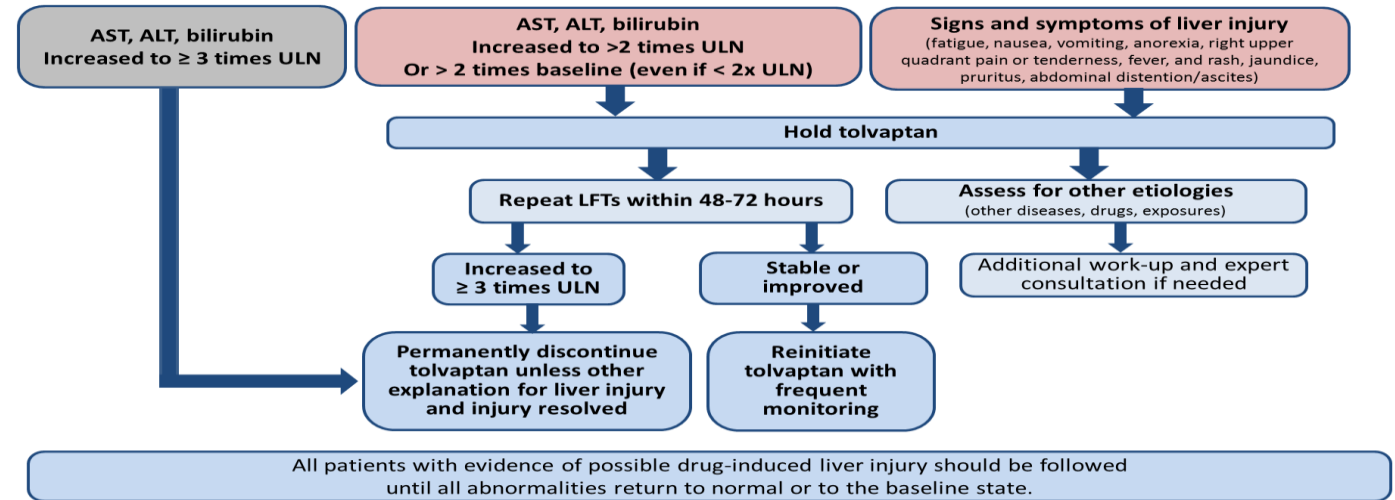 AST, ALT, bilirubin
Increased to ≥ 3 times ULN
AST, ALT, bilirubin
Increased to >2 times ULN
Or > 2 times baseline (even if < 2x ULN)
Signs and symptoms of liver injury
(fatigue, nausea, vomiting, anorexia, right upper
quadrant pain or tenderness, fever, and rash, jaundice,
pruritus, abdominal distention/ascites)
Hold tolvaptan
Repeat LFTs within 48-72 hours
Assess for other etiologies
(other diseases, drugs, exposures)
Increased to
≥ 3 times ULN
Stable or
improved
Additional work-up and expert
consultation if needed
Permanently discontinue
tolvaptan unless other
explanation for liver injury
and injury resolved
Reinitiate
tolvaptan with
frequent
monitoring
All patients with evidence of possible drug-induced liver injury should be followed
until all abnormalities return to normal or to the baseline state.